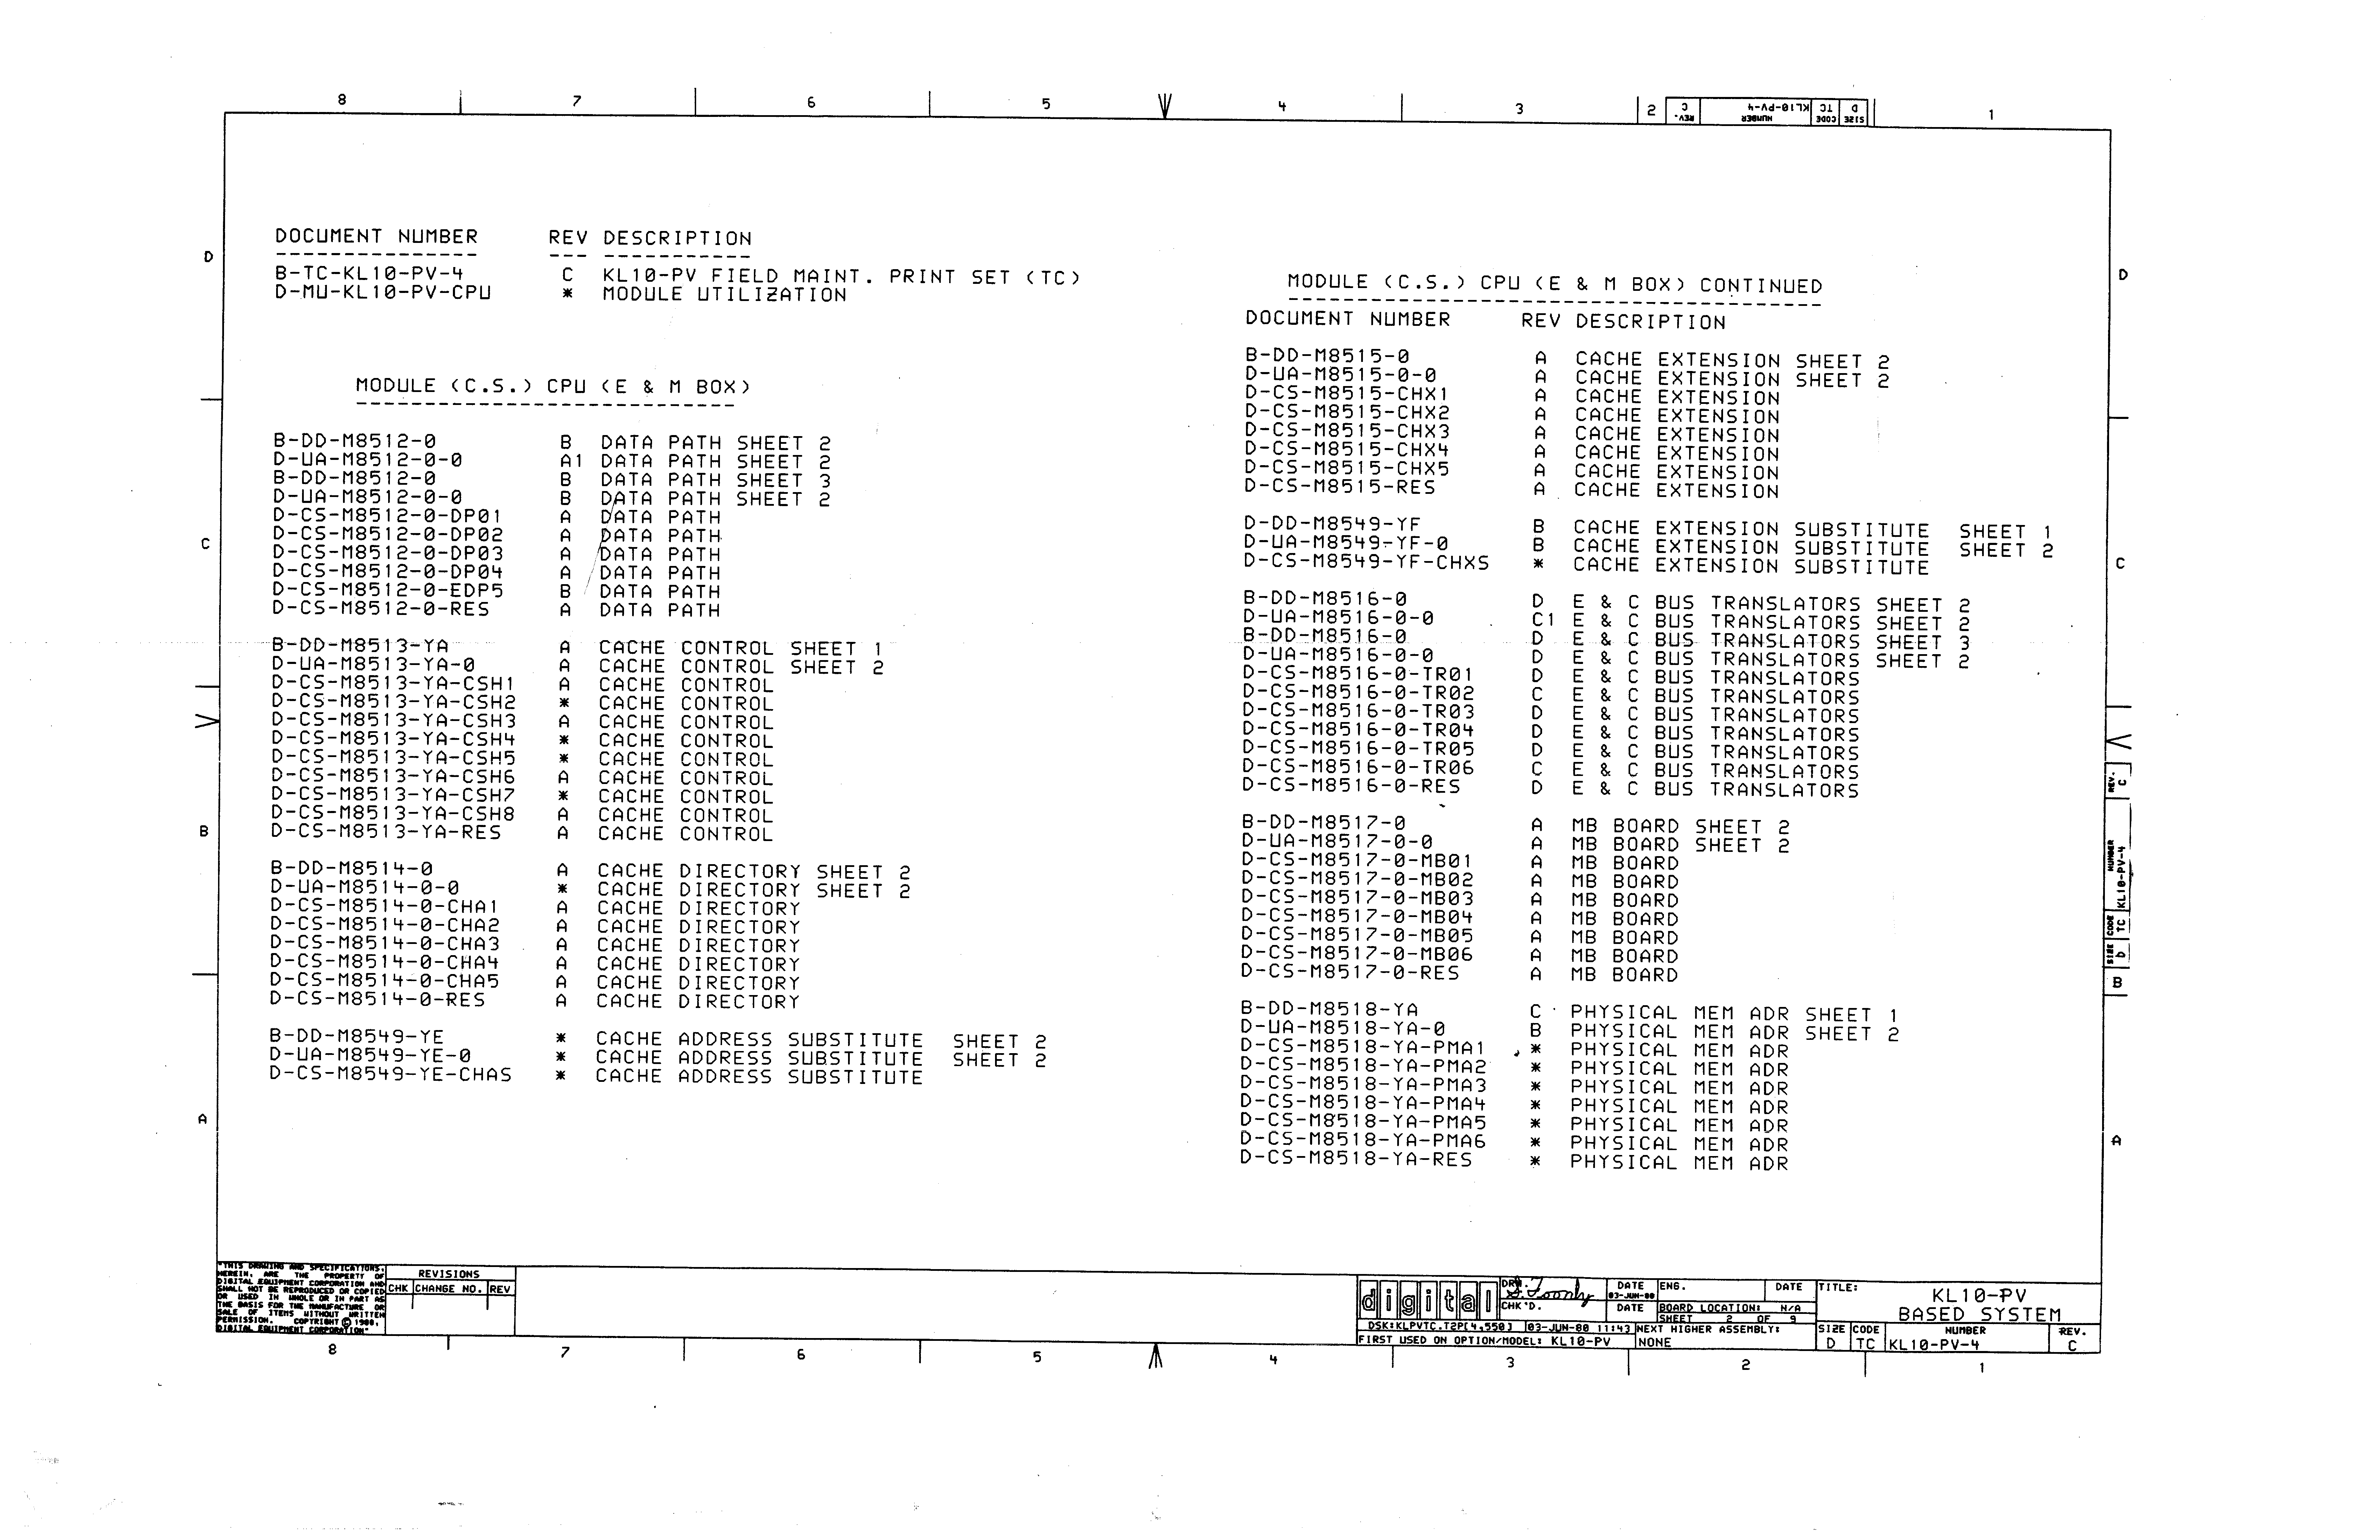 8 7 6 5 4 3 2 1
REV. C
NUMBER KL10-PV-4
CODE TC
SIZE D
DOCUMENT NUMBER REV DESCRIPTION
B-TC-KL10-PV-4 C KL10-PV FIELD MAINT. PRINT SET (TC)
D-MU-KL10-PV-CPU * MODULE UTILIZATION
MODULE (C.S.) CPU (E & M BOX)
B-DD-M8512-0 B DATA PATH SHEET 2
D-UA-M8512-0-0 A1 DATA PATH SHEET 2
B-DD-M8512-0 B DATA PATH SHEET 3
D-UA-M8512-0-0 B DATA PATH SHEET 2
D-CS-M8512-0-DP01 A DATA PATH
D-CS-M8512-0-DP02 A DATA PATH
D-CS-M8512-0-DP03 A DATA PATH
D-CS-M8512-0-DP04 A DATA PATH
D-CS-M8512-0-EDP5 B DATA PATH
D-CS-M8512-0-RES A DATA PATH
B-DD-M8513-YA A CACHE CONTROL SHEET 1
D-UA-M8513-YA-0 A CACHE CONTROL SHEET 2
D-CS-M8513-YA-CSH1 A CACHE CONTROL
D-CS-M8513-YA-CSH2 * CACHE CONTROL
D-CS-M8513-YA-CSH3 A CACHE CONTROL
D-CS-M8513-YA-CSH4 * CACHE CONTROL
D-CS-M8513-YA-CSH5 * CACHE CONTROL
D-CS-M8513-YA-CSH6 A CACHE CONTROL
D-CS-M8513-YA-CSH7 * CACHE CONTROL
D-CS-M8513-YA-CSH8 A CACHE CONTROL
D-CS-M8513-YA-RES A CACHE CONTROL
B-DD-M8514-0 A CACHE DIRECTORY SHEET 2
D-UA-M8514-0-0 * CACHE DIRECTORY SHEET 2
D-CS-M8514-0-CHA1 A CACHE DIRECTORY
D-CS-M8514-0-CHA2 A CACHE DIRECTORY
D-CS-M8514-0-CHA3 A CACHE DIRECTORY
D-CS-M8514-0-CHA4 A CACHE DIRECTORY
D-CS-M8514-0-CHA5 A CACHE DIRECTORY
D-CS-M8514-0-RES A CACHE DIRECTORY
B-DD-M8549-YE * CACHE ADDRESS SUBSTITUTE SHEET 2
D-UA-M8549-YE-0 * CACHE ADDRESS SUBSTITUTE SHEET 2
D-CS-M8549-YE-CHAS * CACHE ADDRESS SUBSTITUTE
MODULE (C.S.) CPU (E & M BOX) CONTINUED
DOCUMENT NUMBER REV DESCRIPTION
B-DD-M8515-0 A CACHE EXTENSION SHEET 2
D-UA-M8515-0-0 A CACHE EXTENSION SHEET 2
D-CS-M8515-CHX1 A CACHE EXTENSION
D-CS-M8515-CHX2 A CACHE EXTENSION
D-CS-M8515-CHX3 A CACHE EXTENSION
D-CS-M8515-CHX4 A CACHE EXTENSION
D-CS-M8515-CHX5 A CACHE EXTENSION
D-CS-M8515-RES A CACHE EXTENSION
D-DD-M8549-YF B CACHE EXTENSION SUBSTITUTE SHEET 1
D-UA-M8549-YF-0 B CACHE EXTENSION SUBSTITUTE SHEET 2
D-CS-M8549-YF-CHXS * CACHE EXTENSION SUBSTITUTE
B-DD-M8516-0 D E & C BUS TRANSLATORS SHEET 2
D-UA-M8516-0-0 C1 E & C BUS TRANSLATORS SHEET 2
B-DD-M8516-0 D E & C BUS TRANSLATORS SHEET 3
D-UA-M8516-0-0 D E & C BUS TRANSLATORS SHEET 2
D-CS-M8516-0-TR01 D E & C BUS TRANSLATORS
D-CS-M8516-0-TR02 C E & C BUS TRANSLATORS
D-CS-M8516-0-TR03 D E & C BUS TRANSLATORS
D-CS-M8516-0-TR04 D E & C BUS TRANSLATORS
D-CS-M8516-0-TR05 D E & C BUS TRANSLATORS
D-CS-M8516-0-TR06 C E & C BUS TRANSLATORS
D-CS-M8516-0-RES D E & C BUS TRANSLATORS
B-DD-M8517-0 A MB BOARD SHEET 2
D-UA-M8517-0-0 A MB BOARD SHEET 2
D-CS-M8517-0-MB01 A MB BOARD
D-CS-M8517-0-MB02 A MB BOARD
D-CS-M8517-0-MB03 A MB BOARD
D-CS-M8517-0-MB04 A MB BOARD
D-CS-M8517-0-MB05 A MB BOARD
D-CS-M8517-0-MB06 A MB BOARD
D-CS-M8517-0-RES A MB BOARD
B-DD-M8518-YA C PHYSICAL MEM ADR SHEET 1
D-UA-M8518-YA-0 B PHYSICAL MEM ADR SHEET 2
D-CS-M8518-YA-PMA1 * PHYSICAL MEM ADR
D-CS-M8518-YA-PMA2 * PHYSICAL MEM ADR
D-CS-M8518-YA-PMA3 * PHYSICAL MEM ADR
D-CS-M8518-YA-PMA4 * PHYSICAL MEM ADR
D-CS-M8518-YA-PMA5 * PHYSICAL MEM ADR
D-CS-M8518-YA-PMA6 * PHYSICAL MEM ADR
D-CS-M8518-YA-RES * PHYSICAL MEM ADR
D
C
B
A
D
C
B
A
REV. C
NUMBER KL10-PV-4
CODE TC
SIZE D
"THIS DRAWING AND SPECIFICATIONS,
HEREIN, ARE THE PROPERTY OF
DIGITAL EQUIPMENT CORPORATION AND
SHALL NOT BE REPRODUCED OR COPIED
OR USED IN WHOLE OR IN PART AS
THE BASIS FOR THE MANUFACTURE OR
SALE OF ITEMS WITHOUT WRITTEN
PERMISSION. COPYRIGHT © 1980,
DIGITAL EQUIPMENT CORPORATION"
REVISIONS
CHK CHANGE NO. REV
digital
DRN.
DATE 03-JUN-80
ENG. DATE
CHK'D. DATE
BOARD LOCATION: N/A
SHEET 2 OF 9
DSK:KLPVTC.T2P[4,550] 03-JUN-80 11:43
NEXT HIGHER ASSEMBLY:
NONE
FIRST USED ON OPTION/MODEL: KL10-PV
TITLE:
KL10-PV
BASED SYSTEM
SIZE CODE NUMBER REV.
D TC KL10-PV-4 C
8 7 6 5 4 3 2 1